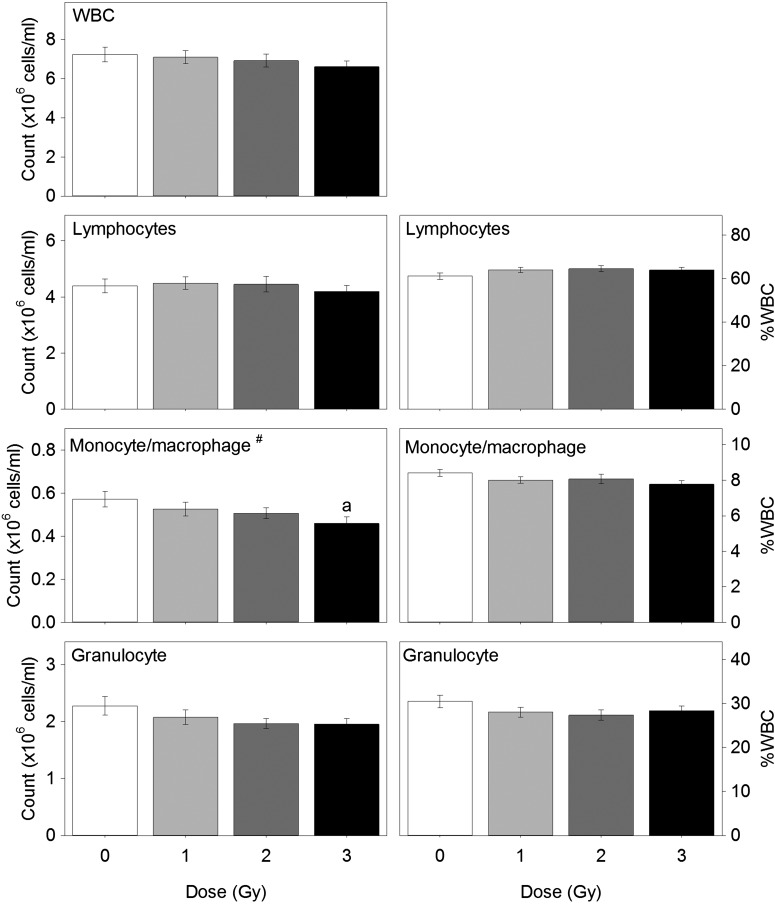 WBC
Count (x10⁶ cells/ml)
8
6
4
2
0
Lymphocytes
Count (x10⁶ cells/ml)
6
4
2
0
Lymphocytes
80
60
40
20
0
%WBC
Monocyte/macrophage #
Count (x10⁶ cells/ml)
0.8
0.6
0.4
0.2
0.0
a
Monocyte/macrophage
10
8
6
4
2
0
%WBC
Granulocyte
Count (x10⁶ cells/ml)
3
2
1
0
0 1 2 3
Dose (Gy)
Granulocyte
40
30
20
10
0
%WBC
0 1 2 3
Dose (Gy)